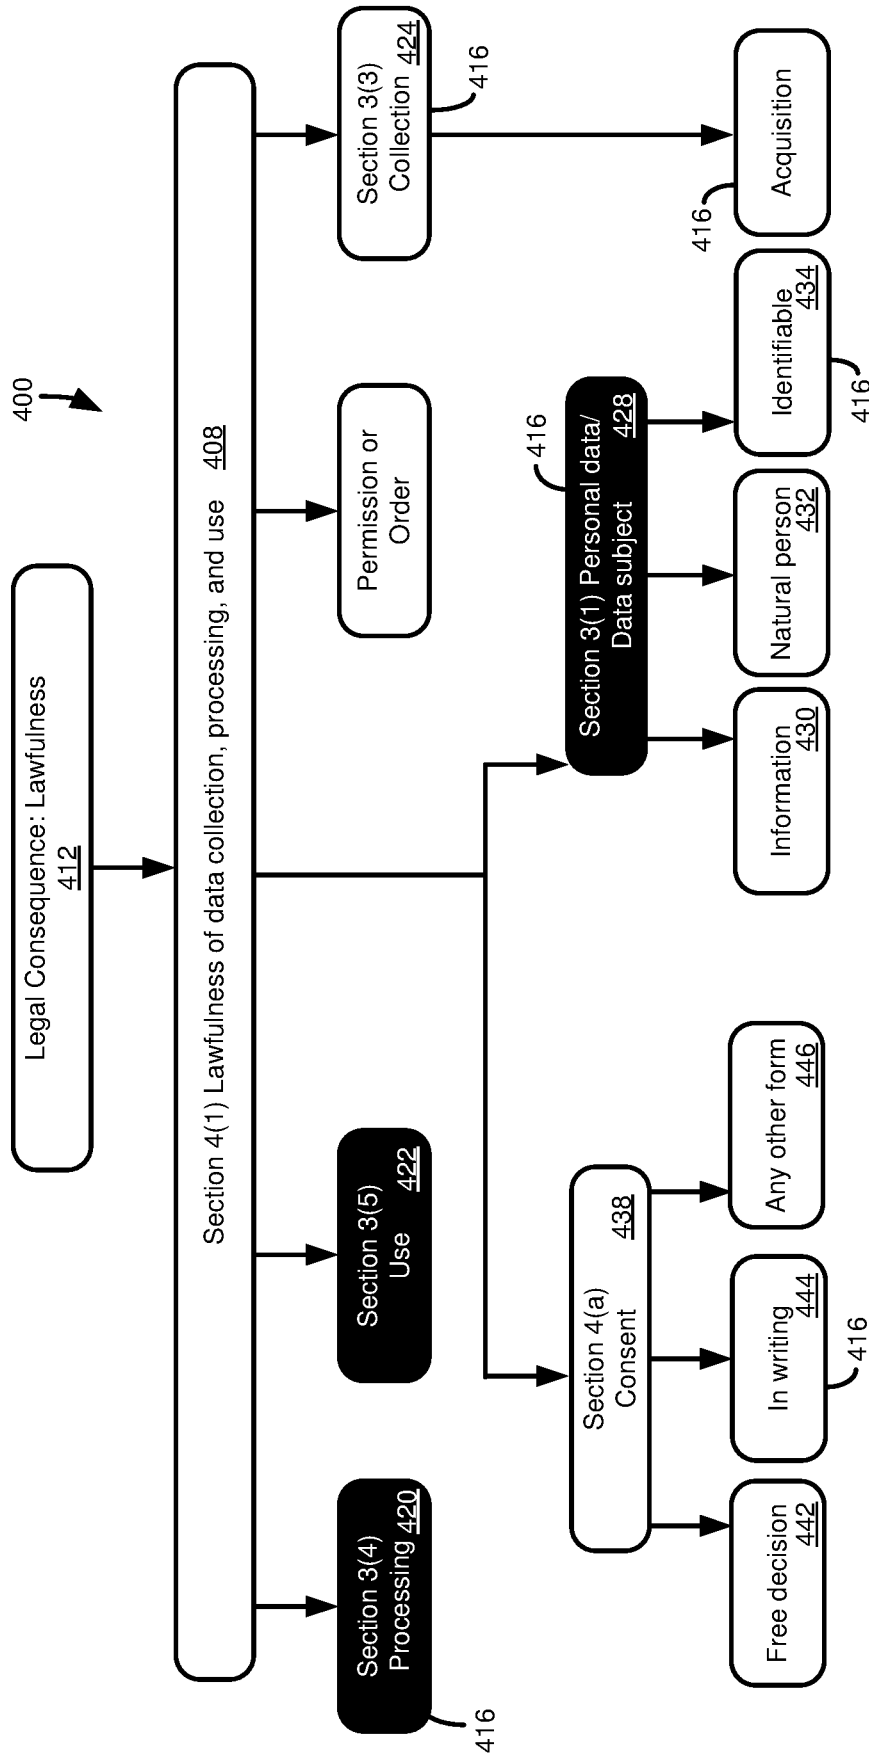 400
Legal Consequence: Lawfulness
412
Section 4(1) Lawfulness of data collection, processing, and use 408
Section 3(4)
Processing 420
416
Section 3(5)
Use 422
Permission or
Order
Section 3(3)
Collection 424
416
Section 4(a)
Consent 438
416
Section 3(1) Personal data/
Data subject 428
Free decision
442
In writing
444
416
Any other form
446
Information
430
Natural person
432
Identifiable
434
416
416
Acquisition